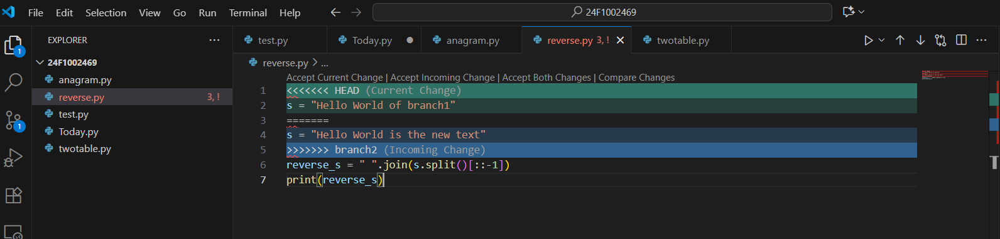 File Edit Selection View Go Run Terminal Help 24F1002469
EXPLORER ...
test.py Today.py anagram.py reverse.py 3, ! twotable.py
1
24F1002469
anagram.py
reverse.py 3, !
test.py
Today.py
twotable.py
1
reverse.py > ...
Accept Current Change | Accept Incoming Change | Accept Both Changes | Compare Changes
1 <<<<<<< HEAD (Current Change)
2 s = "Hello World of branch1"
3 =======
4 s = "Hello World is the new text"
5 >>>>>>> branch2 (Incoming Change)
6 reverse_s = " ".join(s.split()[::-1])
7 print(reverse_s)